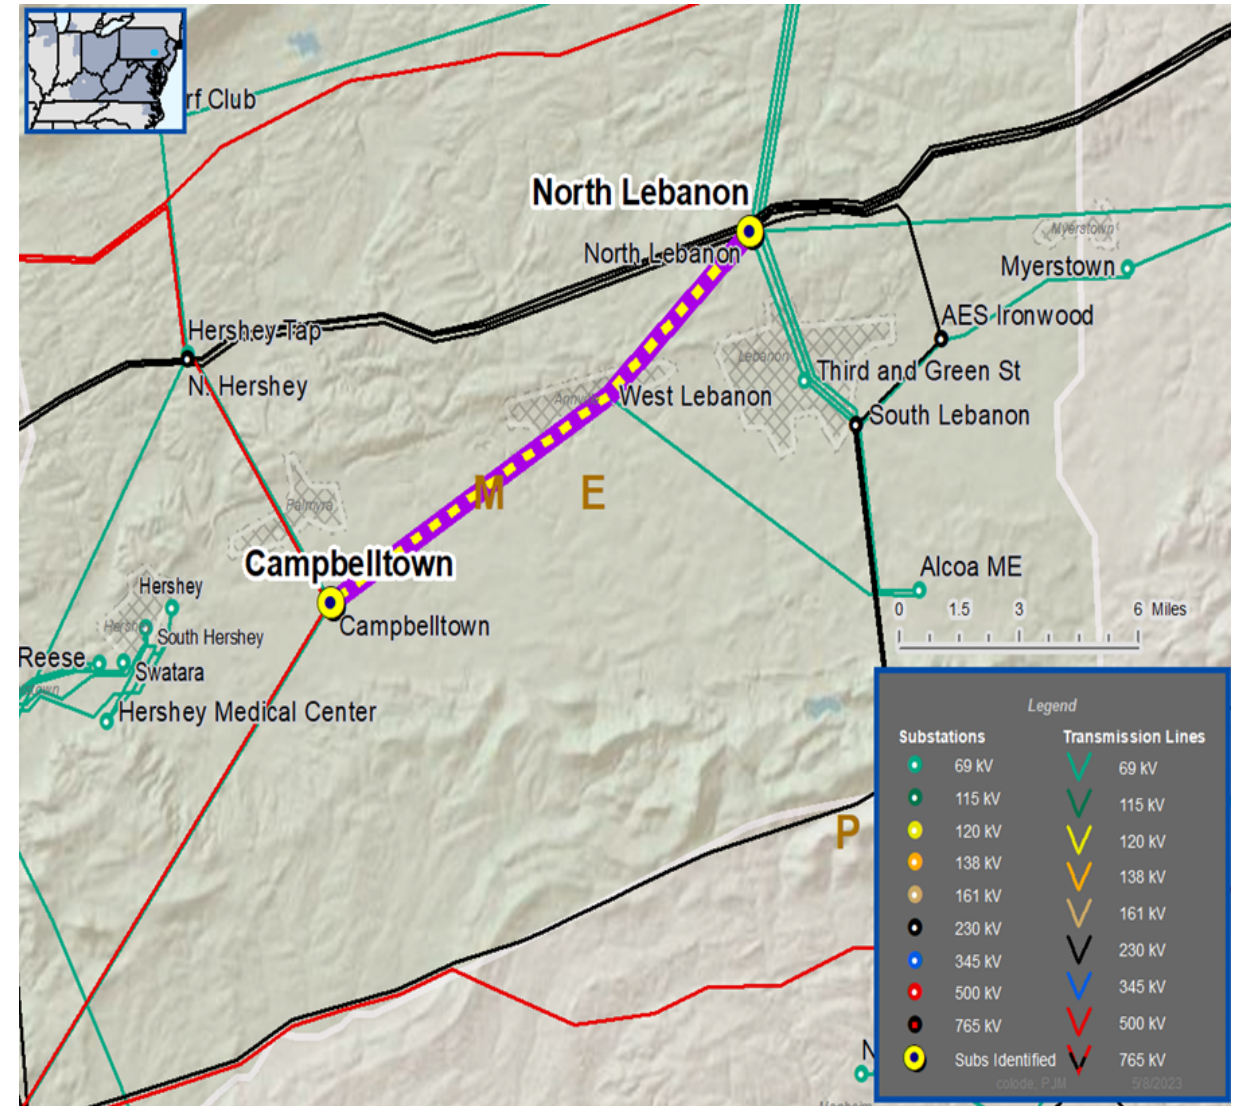 rf Club
North Lebanon
North Lebanon
Myerstown
Myerstown
AES Ironwood
Hershey Tap
N. Hershey
Lebanon
Third and Green St
West Lebanon
South Lebanon
M E
Palmyra
Campbelltown
Campbelltown
Alcoa ME
Hershey
South Hershey
Reese
Swatara
Hershey Medical Center
0 1.5 3 6 Miles
P
N
Legend
Substations Transmission Lines
69 kV 69 kV
115 kV 115 kV
120 kV 120 kV
138 kV 138 kV
161 kV 161 kV
230 kV 230 kV
345 kV 345 kV
500 kV 500 kV
765 kV 765 kV
Subs Identified
colode; PJM 5/8/2023